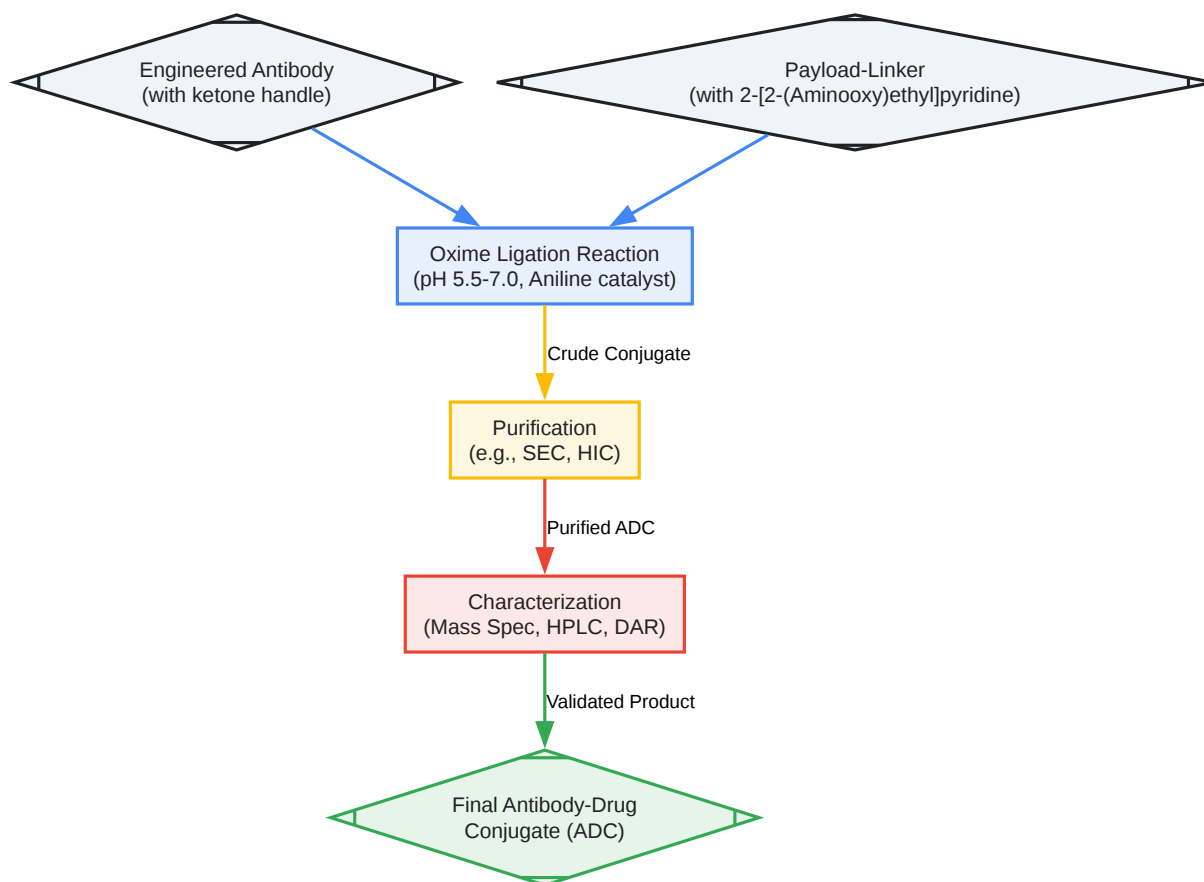 Engineered Antibody
(with ketone handle)
Payload-Linker
(with 2-[2-(Aminooxy)ethyl]pyridine)
Oxime Ligation Reaction
(pH 5.5-7.0, Aniline catalyst)
Crude Conjugate
Purification
(e.g., SEC, HIC)
Purified ADC
Characterization
(Mass Spec, HPLC, DAR)
Validated Product
Final Antibody-Drug
Conjugate (ADC)